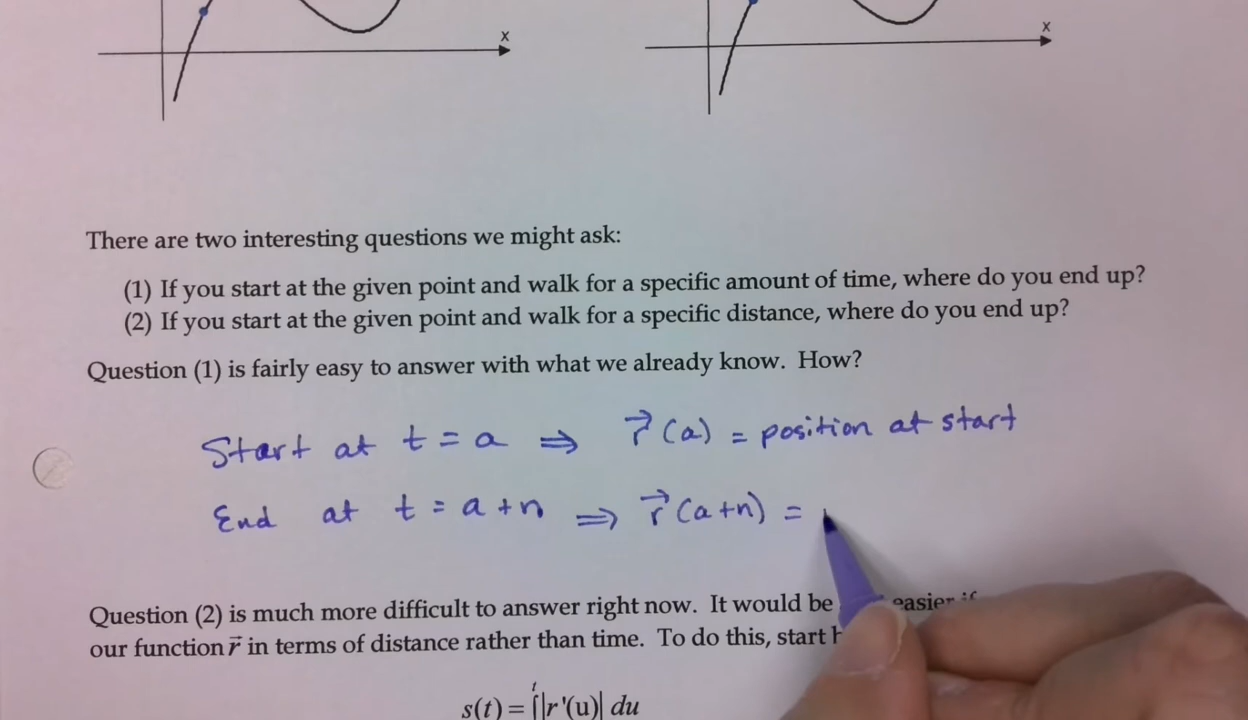 x
x
There are two interesting questions we might ask:
(1) If you start at the given point and walk for a specific amount of time, where do you end up?
(2) If you start at the given point and walk for a specific distance, where do you end up?
Question (1) is fairly easy to answer with what we already know. How?
Start at t = a ⇒ r⃗(a) = position at start
End at t = a+n ⇒ r⃗(a+n) =
Question (2) is much more difficult to answer right now. It would be easier if
our function r⃗ in terms of distance rather than time. To do this, start
s(t) = ∫ᵗ|r'(u)| du